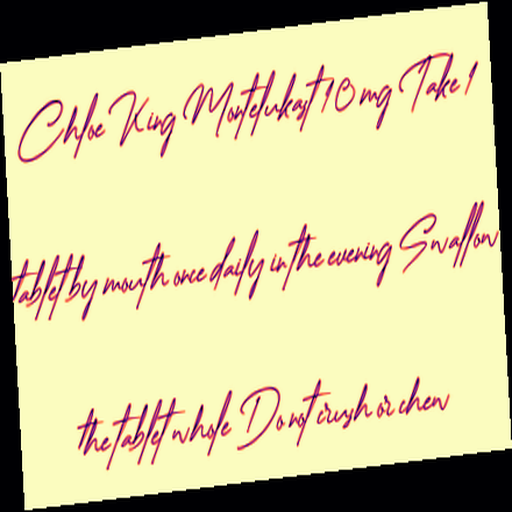 Chloe King Montelukast 10 mg Take 1
tablet by mouth once daily in the evening Swallow
the tablet whole Do not crush or chew